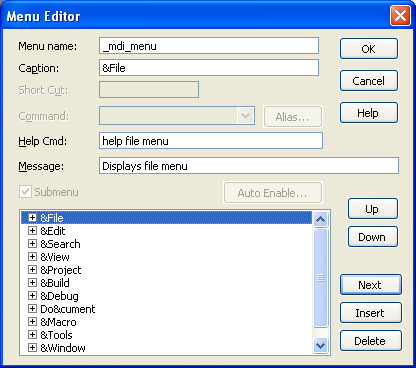 Menu Editor
Menu name: _mdi_menu
OK
Caption: &File
Cancel
Short Cut:
Command:
Alias...
Help
Help Cmd: help file menu
Message: Displays file menu
Submenu
Auto Enable...
&File
&Edit
&Search
&View
&Project
&Build
&Debug
Do&cument
&Macro
&Tools
&Window
Up
Down
Next
Insert
Delete